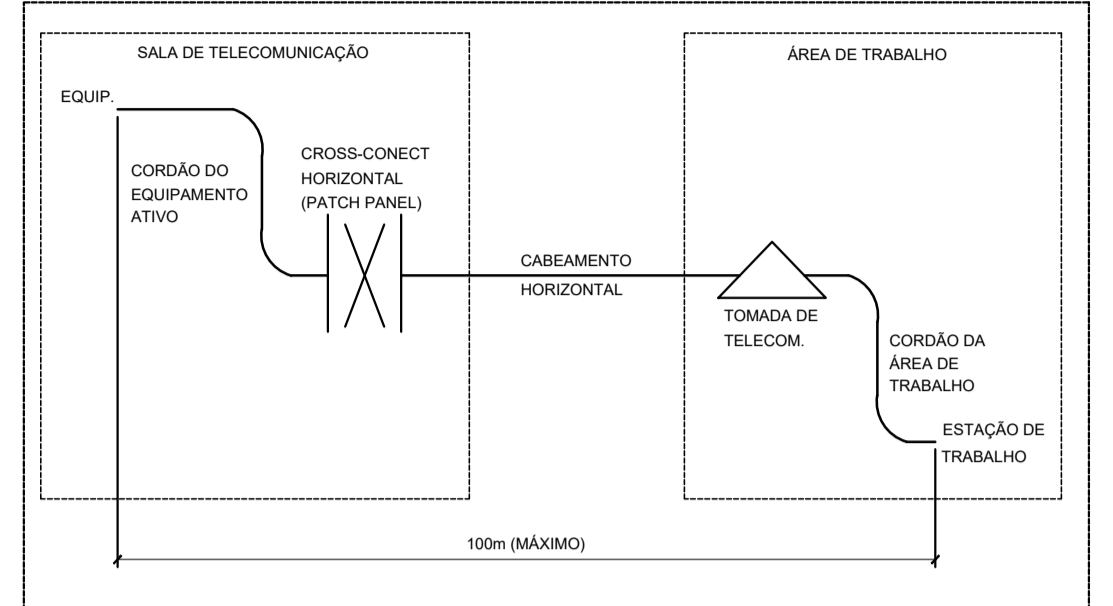 SALA DE TELECOMUNICAÇÃO
ÁREA DE TRABALHO
EQUIP.
CORDÃO DO
EQUIPAMENTO
ATIVO
CROSS-CONECT
HORIZONTAL
(PATCH PANEL)
CABEAMENTO
HORIZONTAL
TOMADA DE
TELECOM.
CORDÃO DA
ÁREA DE
TRABALHO
ESTAÇÃO DE
TRABALHO
100m (MÁXIMO)